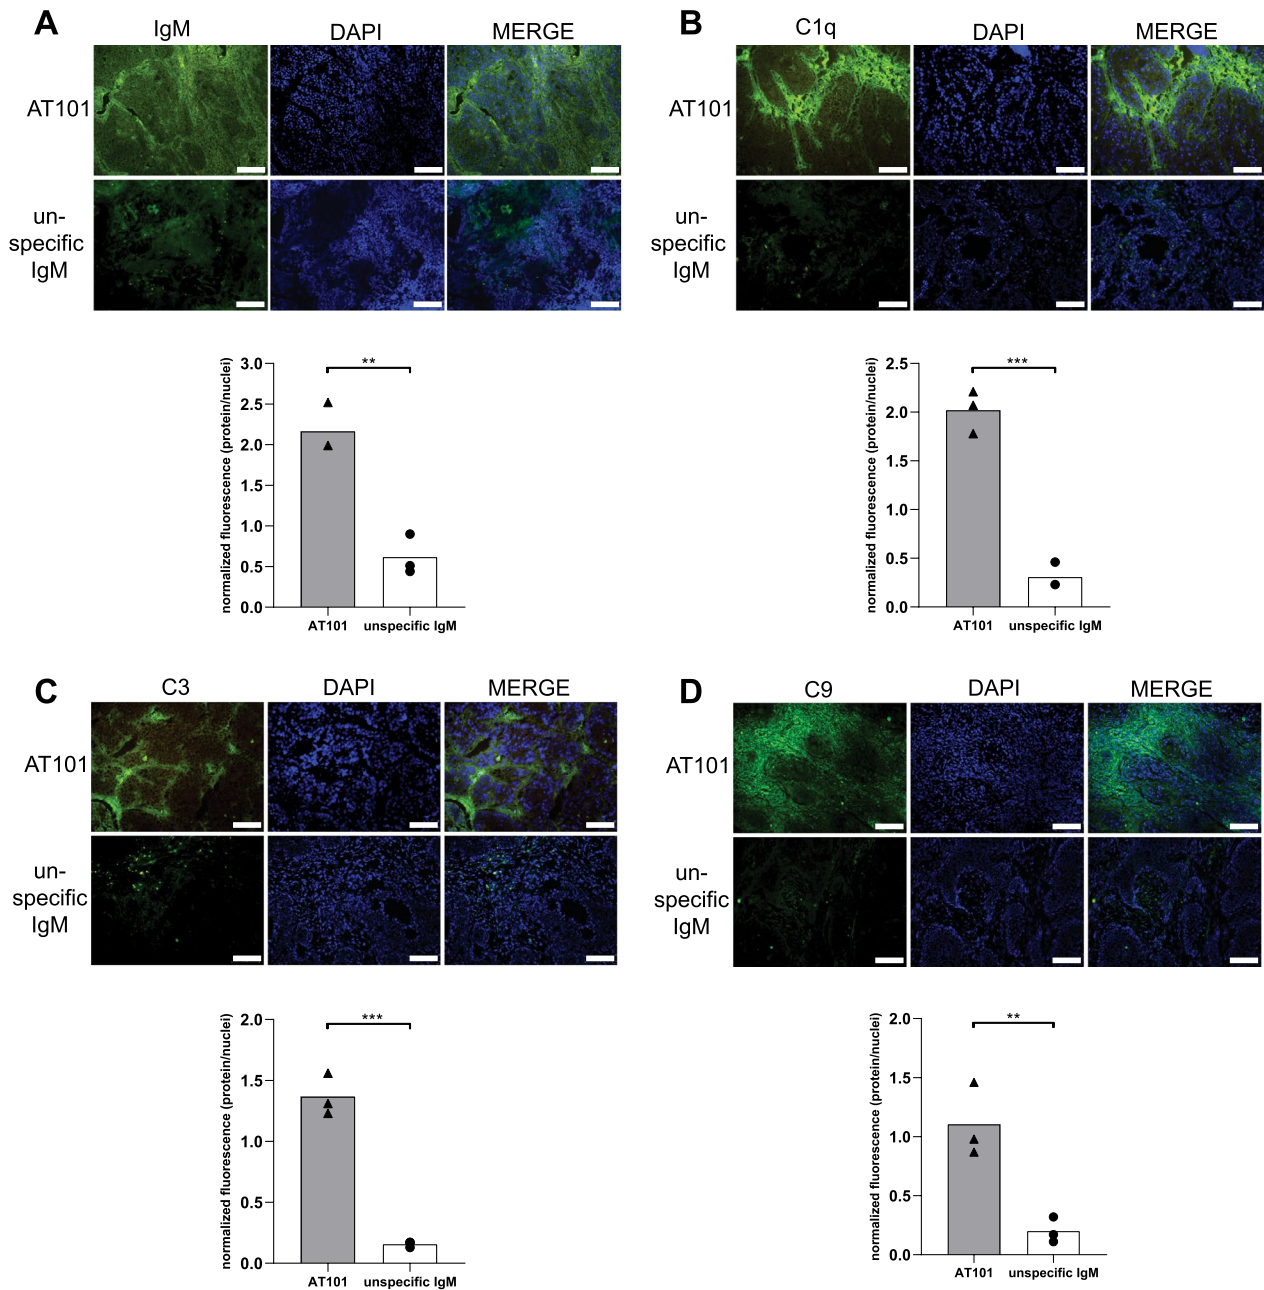 A
IgM
DAPI
MERGE
AT101
un-
specific
IgM
normalized fluorescence (protein/nuclei)
3.0
2.5
2.0
1.5
1.0
0.5
0.0
**
AT101
unspecific IgM
B
C1q
DAPI
MERGE
AT101
un-
specific
IgM
normalized fluorescence (protein/nuclei)
2.5
2.0
1.5
1.0
0.5
0.0
***
AT101
unspecific IgM
C
C3
DAPI
MERGE
AT101
un-
specific
IgM
normalized fluorescence (protein/nuclei)
2.0
1.5
1.0
0.5
0.0
***
AT101
unspecific IgM
D
C9
DAPI
MERGE
AT101
un-
specific
IgM
normalized fluorescence (protein/nuclei)
2.0
1.5
1.0
0.5
0.0
**
AT101
unspecific IgM